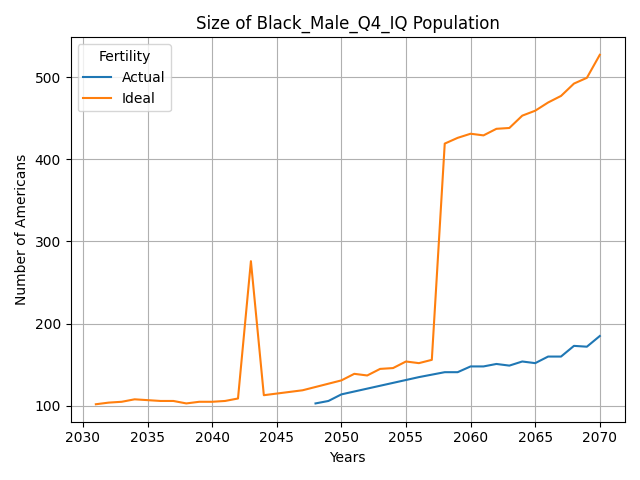 Size of Black_Male_Q4_IQ Population
Fertility
Actual
Ideal
500
400
300
200
100
Number of Americans
2030 2035 2040 2045 2050 2055 2060 2065 2070
Years